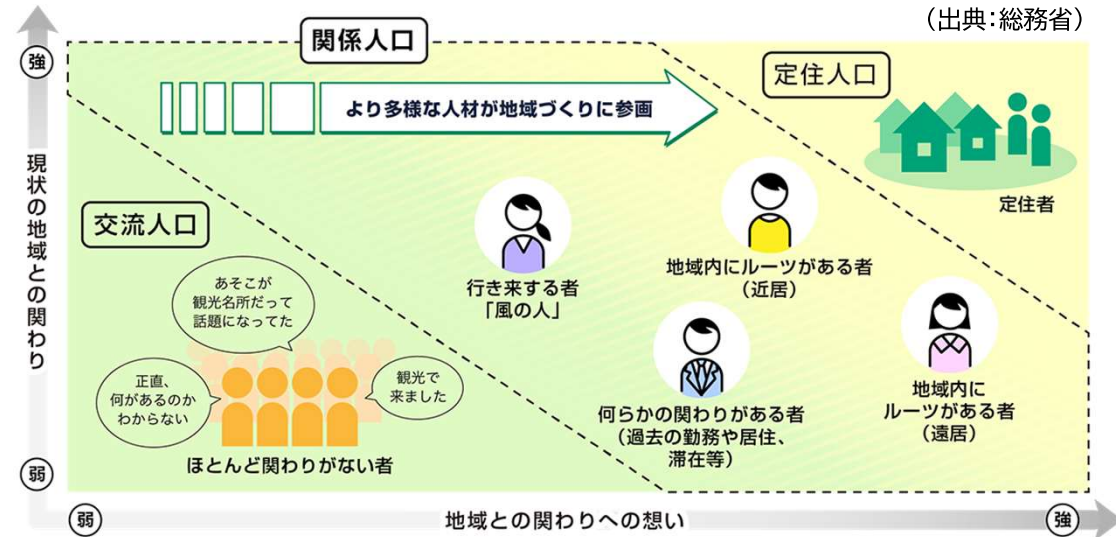 （出典：総務省）
関係人口
強
定住人口
より多様な人材が地域づくりに参画
現状の地域との関わり
定住者
交流人口
地域内にルーツがある者
（近居）
行き来する者
「風の人」
あそこが
観光名所だって
話題になってた
正直、
何があるのか
わからない
観光で
来ました
ほとんど関わりがない者
何らかの関わりがある者
（過去の勤務や居住、
滞在等）
地域内に
ルーツがある者
（遠居）
弱
弱
地域との関わりへの想い
強